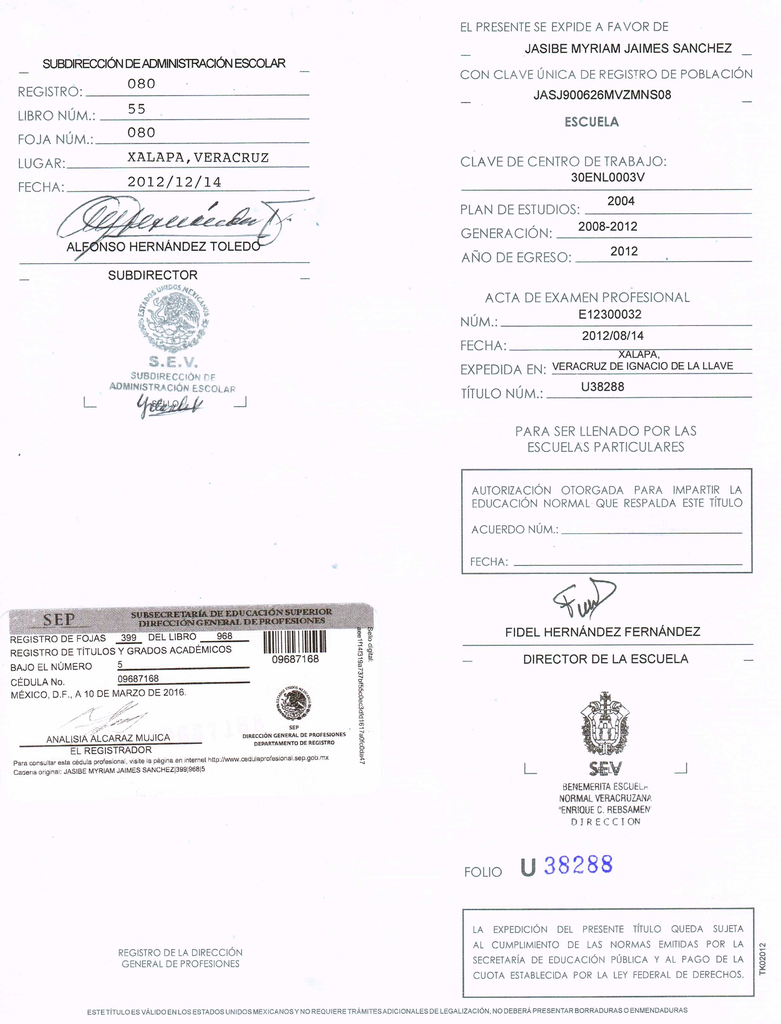 SUBDIRECCIÓN DE ADMINISTRACIÓN ESCOLAR
REGISTRO: 080
LIBRO NÚM.: 55
FOJA NÚM.: 080
LUGAR: XALAPA,VERACRUZ
FECHA: 2012/12/14
ALFONSO HERNÁNDEZ TOLEDO
SUBDIRECTOR
ESTADOS UNIDOS MEXICANOS
S.E.V.
SUBDIRECCIÓN DE
ADMINISTRACIÓN ESCOLAR
SELLO
SEP
SUBSECRETARÍA DE EDUCACIÓN SUPERIOR
DIRECCIÓN GENERAL DE PROFESIONES
REGISTRO DE FOJAS 399 DEL LIBRO 968
REGISTRO DE TÍTULOS Y GRADOS ACADÉMICOS
BAJO EL NÚMERO 5
CÉDULA No. 09687168
MÉXICO, D.F., A 10 DE MARZO DE 2016.
09687168
Sello digital:
ANALISIA ALCARAZ MUJICA
EL REGISTRADOR
SEP
DIRECCIÓN GENERAL DE PROFESIONES
DEPARTAMENTO DE REGISTRO
Para consultar esta cédula profesional, visite la página en internet http://www.cedulaprofesional.sep.gob.mx
Cadena original: JASIBE MYRIAM JAIMES SANCHEZ|399|968|5
REGISTRO DE LA DIRECCIÓN
GENERAL DE PROFESIONES
EL PRESENTE SE EXPIDE A FAVOR DE
JASIBE MYRIAM JAIMES SANCHEZ
CON CLAVE ÚNICA DE REGISTRO DE POBLACIÓN
JASJ900626MVZMNS08
ESCUELA
CLAVE DE CENTRO DE TRABAJO:
30ENL0003V
PLAN DE ESTUDIOS: 2004
GENERACIÓN: 2008-2012
AÑO DE EGRESO: 2012
ACTA DE EXAMEN PROFESIONAL
NÚM.: E12300032
FECHA: 2012/08/14
XALAPA,
EXPEDIDA EN: VERACRUZ DE IGNACIO DE LA LLAVE
TÍTULO NÚM.: U38288
PARA SER LLENADO POR LAS
ESCUELAS PARTICULARES
AUTORIZACIÓN OTORGADA PARA IMPARTIR LA
EDUCACIÓN NORMAL QUE RESPALDA ESTE TÍTULO
ACUERDO NÚM.:
FECHA:
FIDEL HERNÁNDEZ FERNÁNDEZ
DIRECTOR DE LA ESCUELA
SEV
BENEMERITA ESCUELA
NORMAL VERACRUZANA
"ENRIQUE C. REBSAMEN"
DIRECCION
FOLIO U 38288
LA EXPEDICIÓN DEL PRESENTE TÍTULO QUEDA SUJETA
AL CUMPLIMIENTO DE LAS NORMAS EMITIDAS POR LA
SECRETARÍA DE EDUCACIÓN PÚBLICA Y AL PAGO DE LA
CUOTA ESTABLECIDA POR LA LEY FEDERAL DE DERECHOS.
TK02012
ESTE TÍTULO ES VÁLIDO EN LOS ESTADOS UNIDOS MEXICANOS Y NO REQUIERE TRÁMITES ADICIONALES DE LEGALIZACIÓN, NO DEBERÁ PRESENTAR BORRADURAS O ENMENDADURAS